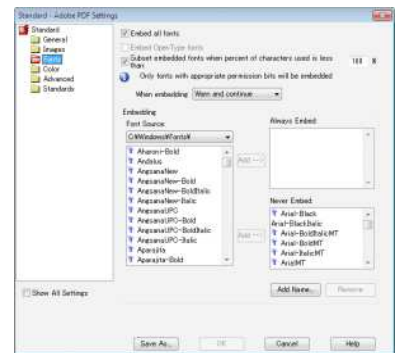 Standard - Adobe PDF Settings
Standard
General
Images
Fonts
Color
Advanced
Standards
Show All Settings
Embed all fonts
Embed OpenType fonts
Subset embedded fonts when percent of characters used is less
than
100 %
Only fonts with appropriate permission bits will be embedded
When embedding: Warn and continue
Embedding
Font Source:
C:¥Windows¥Fonts¥
Aharoni-Bold
Andalus
AngsanaNew
AngsanaNew-Bold
AngsanaNew-BoldItalic
AngsanaNew-Italic
AngsanaUPC
AngsanaUPC-Bold
AngsanaUPC-BoldItalic
AngsanaUPC-Italic
Aparajita
Aparajita-Bold
Add -->
Add -->
Always Embed:
Never Embed:
Arial-Black
Arial-BlackItalic
Arial-BoldItalicMT
Arial-BoldMT
Arial-ItalicMT
ArialMT
Add Name...
Remove
Save As...
OK
Cancel
Help